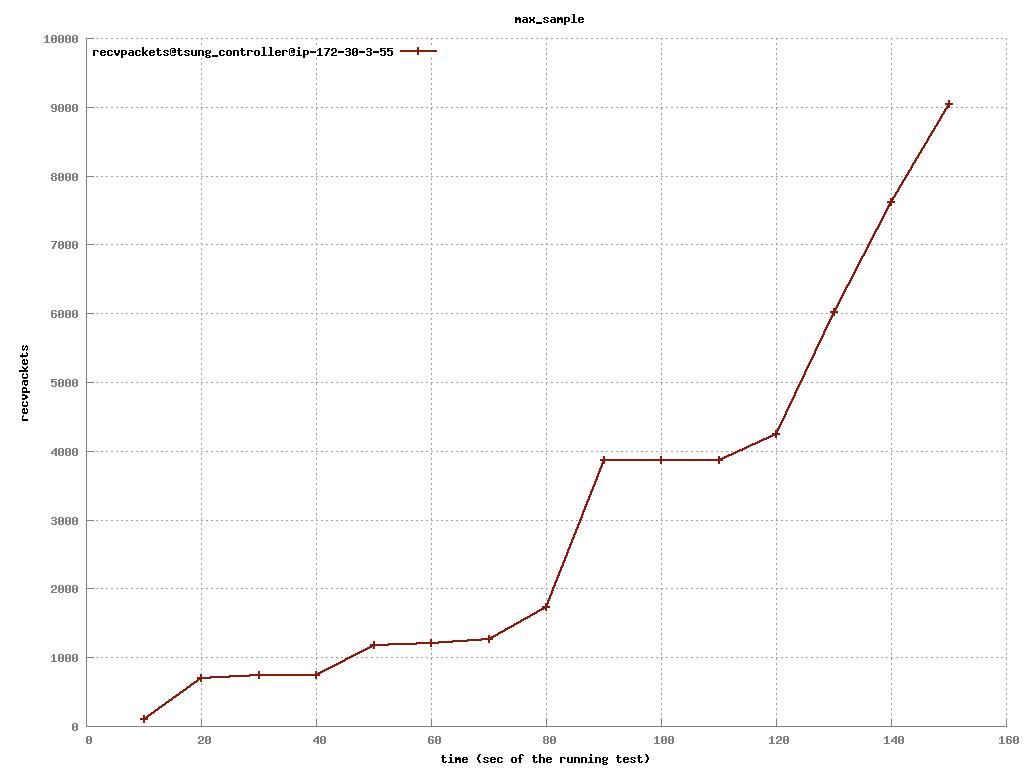 max_sample
recvpackets@tsung_controller@ip-172-30-3-55
10000
9000
8000
7000
6000
5000
4000
3000
2000
1000
0
recvpackets
0 20 40 60 80 100 120 140 160
time (sec of the running test)